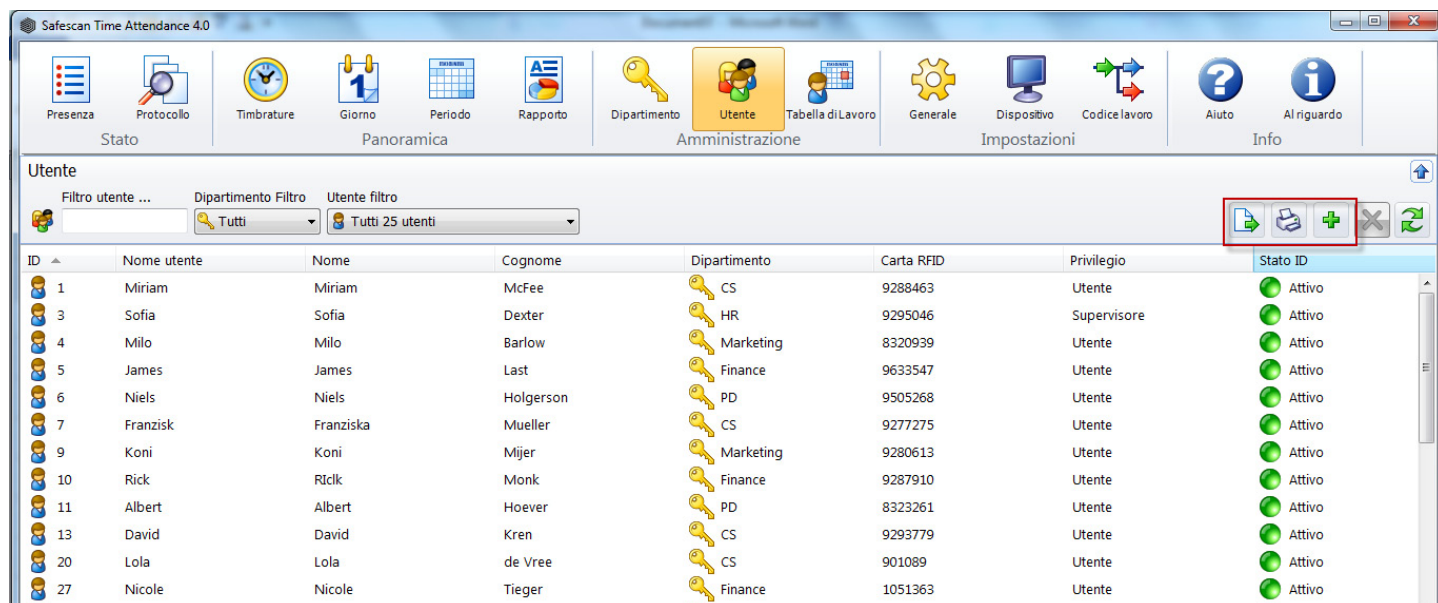 Safescan Time Attendance 4.0
Presenza Protocollo Timbrature 1 Giorno Periodo Rapporto Dipartimento Utente Tabella di Lavoro Generale Dispositivo Codice lavoro Aiuto Al riguardo
Stato Panoramica Amministrazione Impostazioni Info
Utente
Filtro utente ... Dipartimento Filtro Utente filtro
Tutti Tutti 25 utenti
ID Nome utente Nome Cognome Dipartimento Carta RFID Privilegio Stato ID
1 Miriam Miriam McFee CS 9288463 Utente Attivo
3 Sofia Sofia Dexter HR 9295046 Supervisore Attivo
4 Milo Milo Barlow Marketing 8320939 Utente Attivo
5 James James Last Finance 9633547 Utente Attivo
6 Niels Niels Holgerson PD 9505268 Utente Attivo
7 Franzisk Franziska Mueller CS 9277275 Utente Attivo
9 Koni Koni Mijer Marketing 9280613 Utente Attivo
10 Rick RIclk Monk Finance 9287910 Utente Attivo
11 Albert Albert Hoever PD 8323261 Utente Attivo
13 David David Kren CS 9293779 Utente Attivo
20 Lola Lola de Vree CS 901089 Utente Attivo
27 Nicole Nicole Tieger Finance 1051363 Utente Attivo